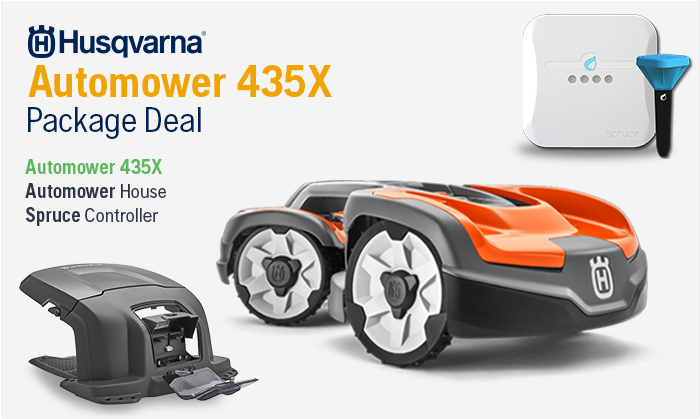 Husqvarna®
Automower 435X
Package Deal
Automower 435X
Automower House
Spruce Controller
spruce